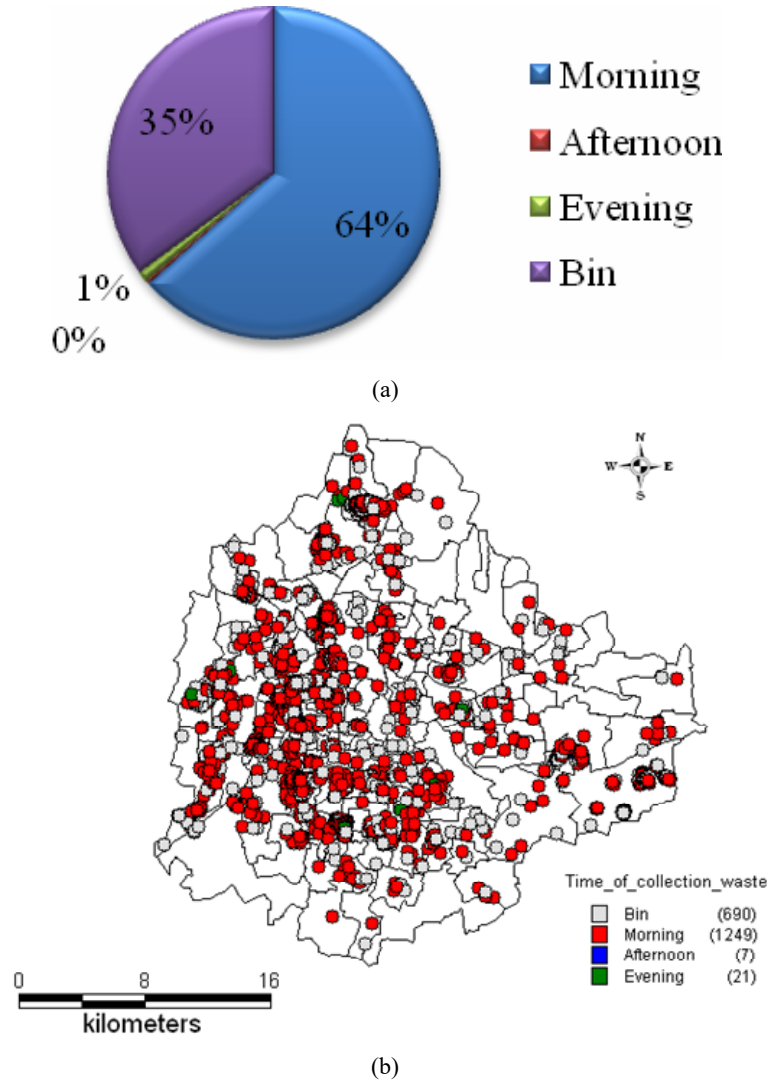 35%
64%
1%
0%
Morning
Afternoon
Evening
Bin
(a)
N
W E
S
Time_of_collection_waste
Bin (690)
Morning (1249)
Afternoon (7)
Evening (21)
0 8 16
kilometers
(b)